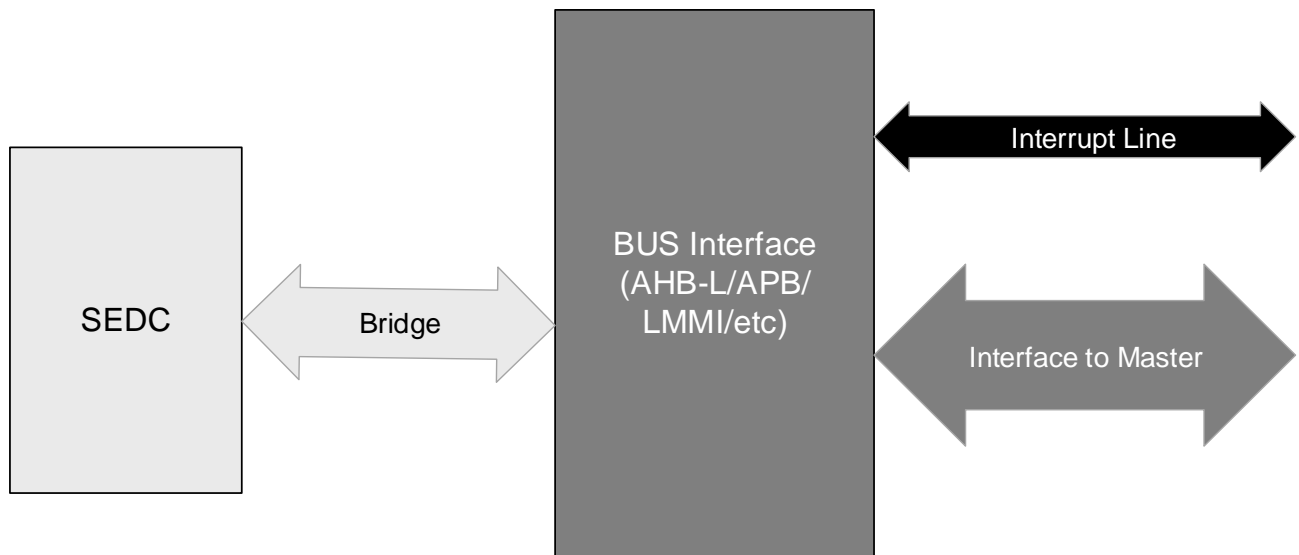 SEDC
Bridge
BUS Interface
(AHB-L/APB/
LMMI/etc)
Interrupt Line
Interface to Master